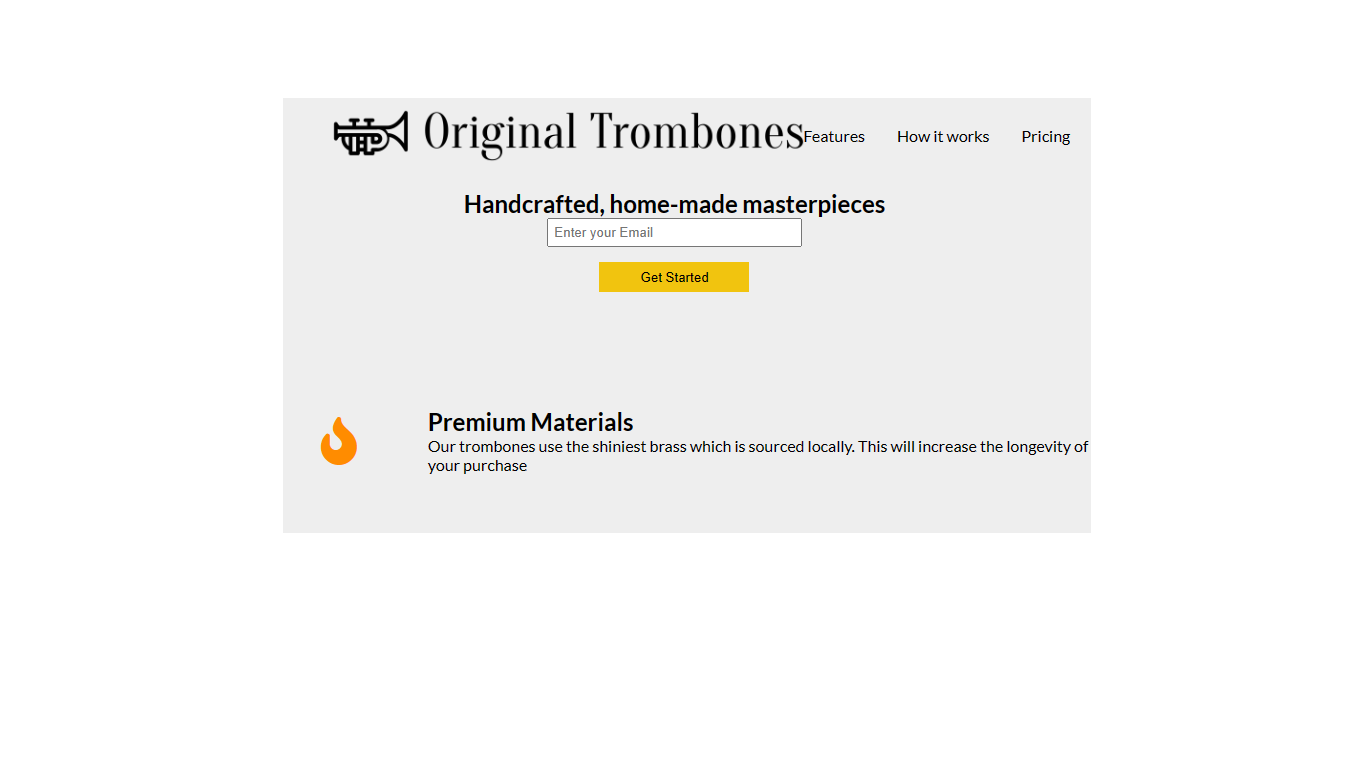 Original Trombones
Features How it works Pricing
Handcrafted, home-made masterpieces
Enter your Email
Get Started
Premium Materials
Our trombones use the shiniest brass which is sourced locally. This will increase the longevity of
your purchase